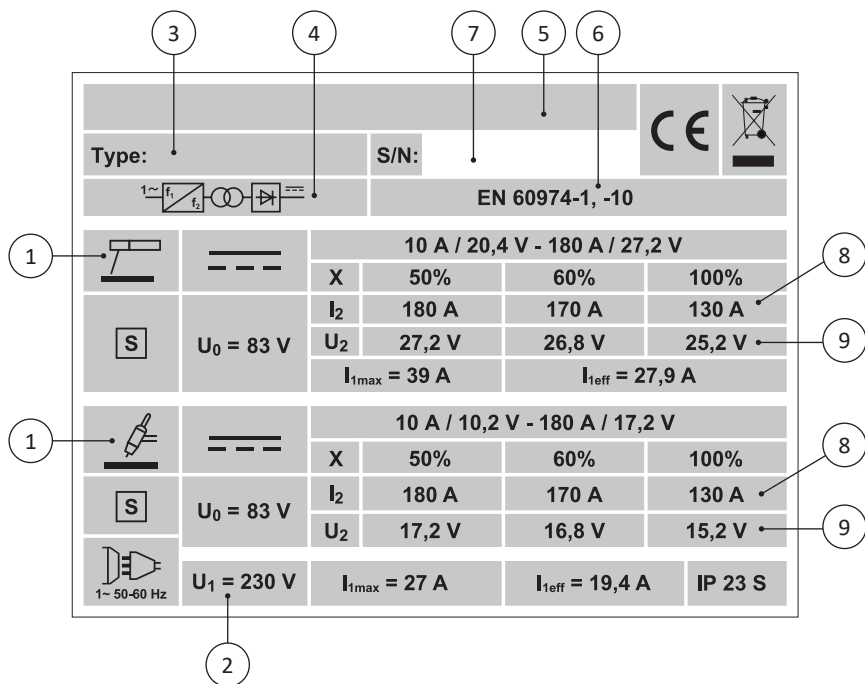 3 4 7 5 6
CE
Type: S/N:
1~ f1 f2
EN 60974-1, -10
1
10 A / 20,4 V - 180 A / 27,2 V
8
X 50% 60% 100%
I2 180 A 170 A 130 A
S U0 = 83 V
U2 27,2 V 26,8 V 25,2 V
9
I1max = 39 A I1eff = 27,9 A
1
10 A / 10,2 V - 180 A / 17,2 V
8
X 50% 60% 100%
I2 180 A 170 A 130 A
S U0 = 83 V
U2 17,2 V 16,8 V 15,2 V
9
1~ 50-60 Hz
U1 = 230 V I1max = 27 A I1eff = 19,4 A IP 23 S
2